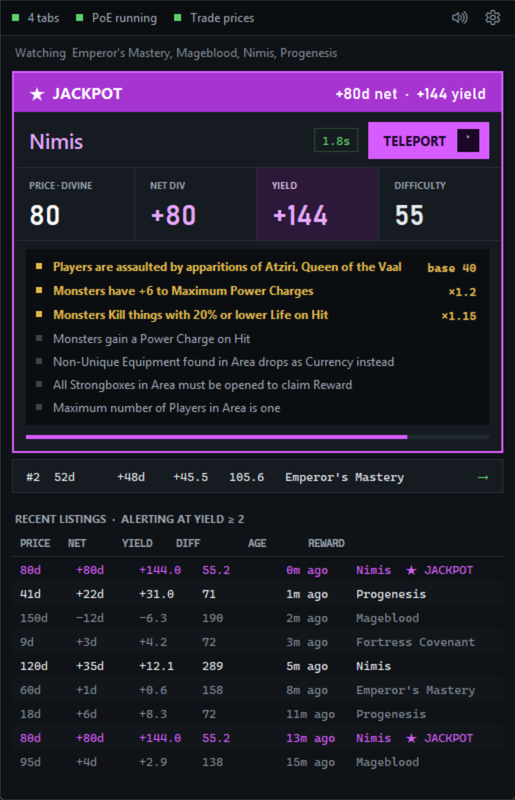 4 tabs PoE running Trade prices
Watching Emperor's Mastery, Mageblood, Nimis, Progenesis
★ JACKPOT +80d net · +144 yield
Nimis 1.8s TELEPORT `
PRICE·DIVINE NET DIV YIELD DIFFICULTY
80 +80 +144 55
Players are assaulted by apparitions of Atziri, Queen of the Vaal base 40
Monsters have +6 to Maximum Power Charges ×1.2
Monsters Kill things with 20% or lower Life on Hit ×1.15
Monsters gain a Power Charge on Hit
Non-Unique Equipment found in Area drops as Currency instead
All Strongboxes in Area must be opened to claim Reward
Maximum number of Players in Area is one
#2 52d +48d +45.5 105.6 Emperor's Mastery →
RECENT LISTINGS · ALERTING AT YIELD ≥ 2
PRICE NET YIELD DIFF AGE REWARD
80d +80d +144.0 55.2 0m ago Nimis ★ JACKPOT
41d +22d +31.0 71 1m ago Progenesis
150d −12d −6.3 190 2m ago Mageblood
9d +3d +4.2 72 3m ago Fortress Covenant
120d +35d +12.1 289 5m ago Nimis
60d +1d +0.6 158 8m ago Emperor's Mastery
18d +6d +8.3 72 11m ago Progenesis
80d +80d +144.0 55.2 13m ago Nimis ★ JACKPOT
95d +4d +2.9 138 15m ago Mageblood